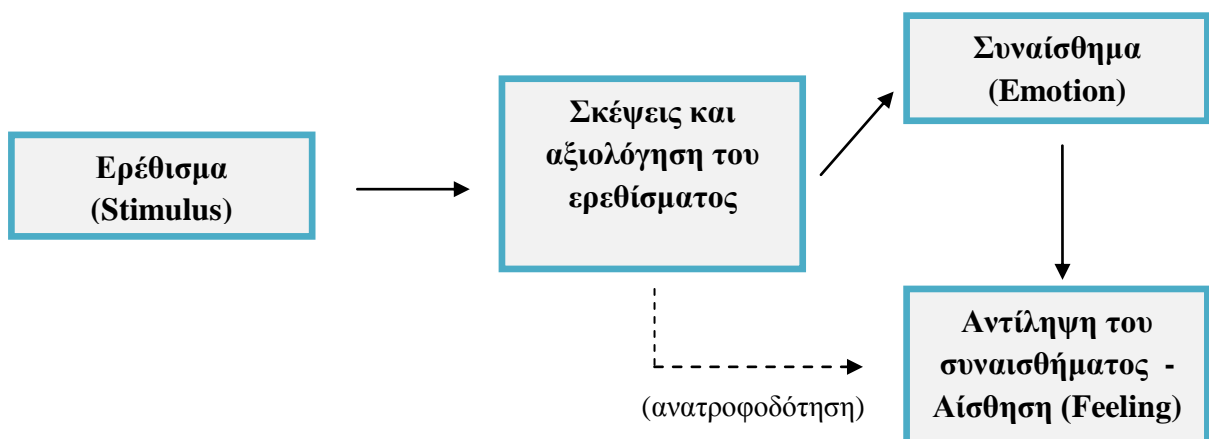 Ερέθισμα
(Stimulus)
Σκέψεις και
αξιολόγηση του
ερεθίσματος
Συναίσθημα
(Emotion)
Αντίληψη του
συναισθήματος -
Αίσθηση (Feeling)
(ανατροφοδότηση)